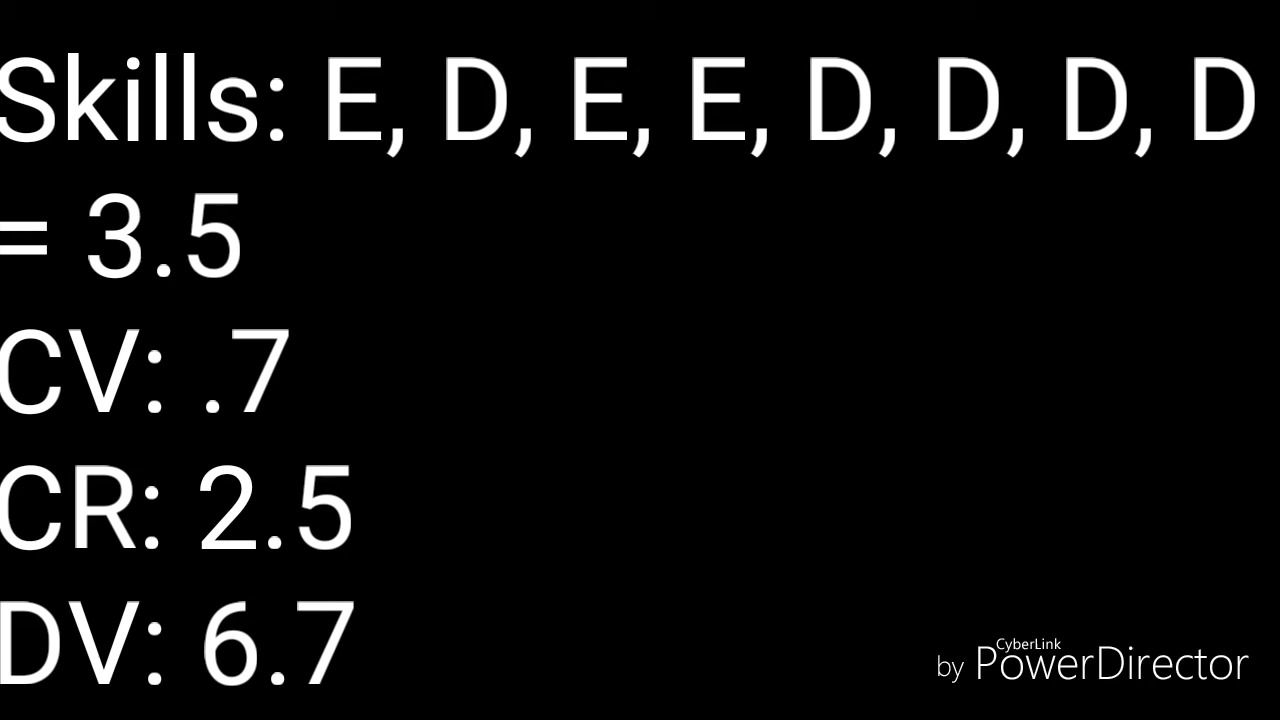 Skills: E, D, E, E, D, D, D, D
= 3.5
CV: .7
CR: 2.5
DV: 6.7
CyberLink
by PowerDirector